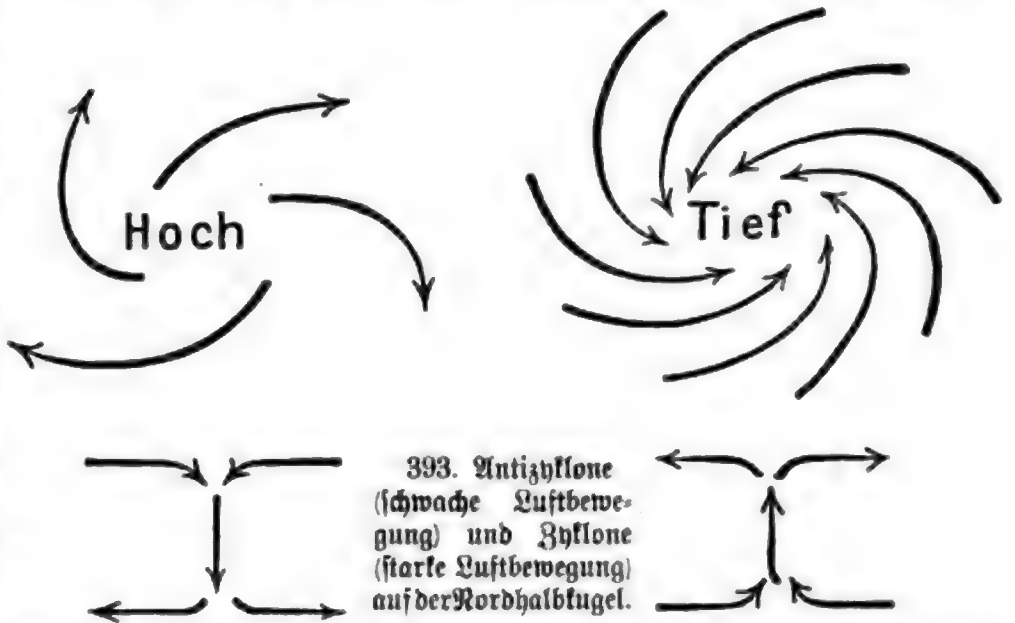 Hoch
Tief
393. Antizyklone
(schwache Luftbewe-
gung) und Zyklone
(starke Luftbewegung)
auf der Nordhalbkugel.